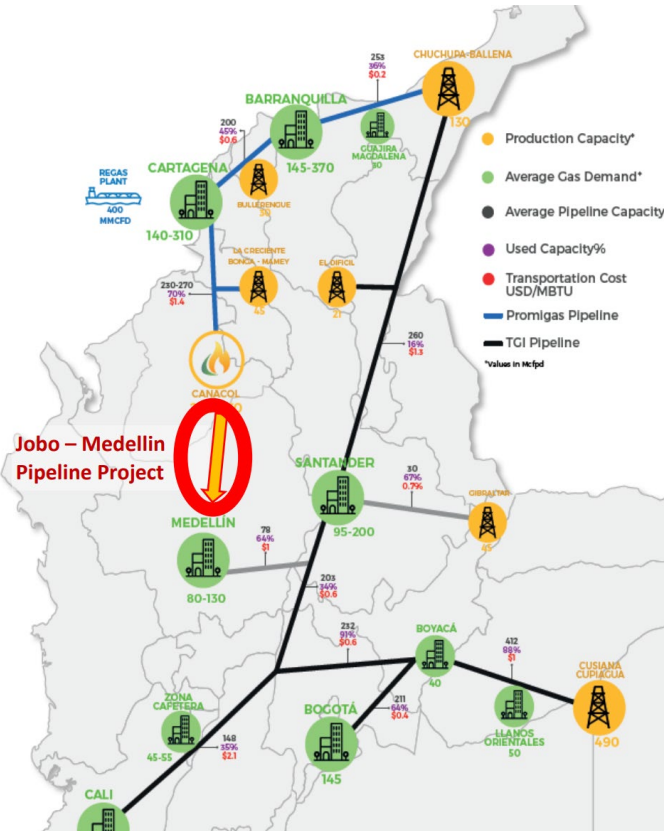 CHUCHUPA-BALLENA
130
253
36%
$0.2
BARRANQUILLA
145-370
GUAJIRA
MAGDALENA
200
45%
$0.6
CARTAGENA
140-310
REGAS
PLANT
400
MMCFD
BULLERENGUE
Production Capacity*
Average Gas Demand*
Average Pipeline Capacity
Used Capacity%
Transportation Cost
USD/MBTU
Promigas Pipeline
TGI Pipeline
*Values in Mcfpd
LA CRECIENTE
BONGA - MAMEY
45
EL DIFICIL
21
230-270
70%
$1.4
260
16%
$1.3
CANACOL
Jobo – Medellin
Pipeline Project
SANTANDER
95-200
30
67%
0.7%
GIBRALTAR
45
MEDELLÍN
80-130
78
64%
$1
203
34%
$0.6
232
91%
$0.6
BOYACÁ
40
412
88%
$1
CUSIANA
CUPIAGUA
490
LLANOS
ORIENTALES
50
211
64%
$0.4
BOGOTÁ
145
ZONA
CAFETERA
45-55
148
35%
$2.1
CALI